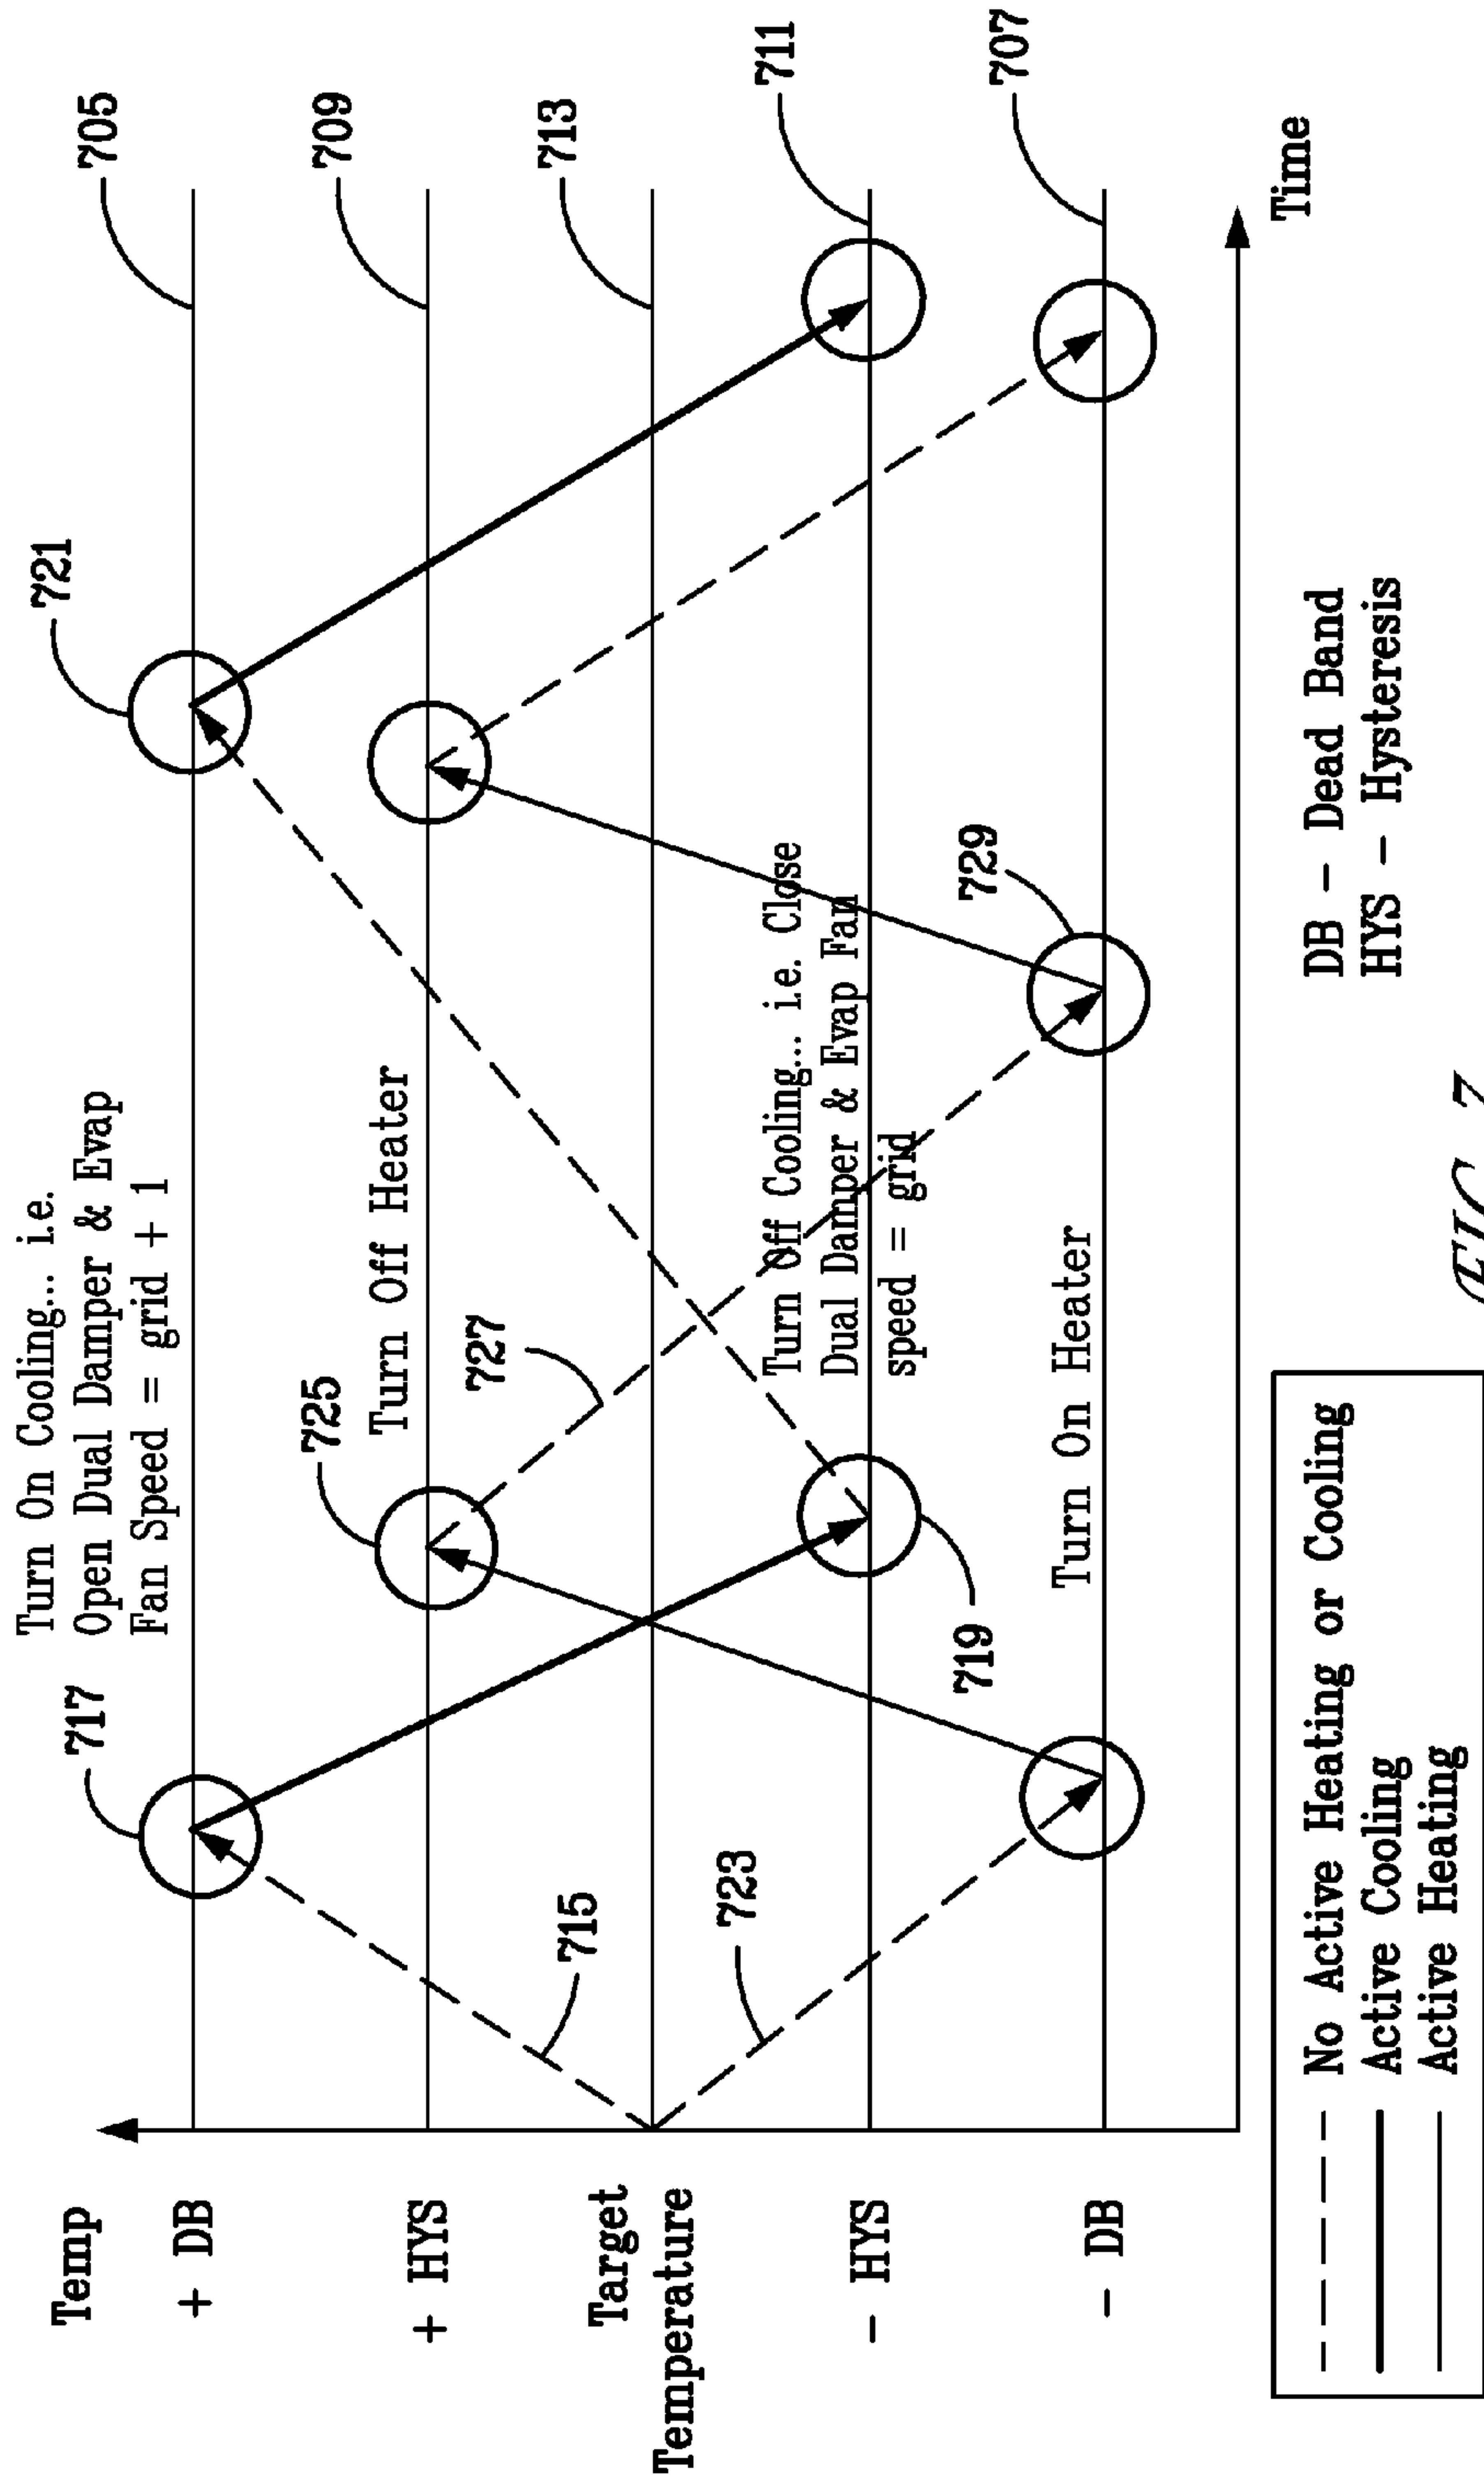 Temp
+ DB
+ HYS
Target
Temperature
- HYS
- DB
Turn On Cooling... i.e.
Open Dual Damper & Evap
Fan Speed = grid + 1
Turn Off Heater
Turn Off Cooling... i.e. Close
Dual Damper & Evap Fan
speed = grid
Turn On Heater
717
721
705
709
713
711
707
725
727
715
723
719
729
Time
DB - Dead Band
HYS - Hysteresis
No Active Heating or Cooling
Active Cooling
Active Heating